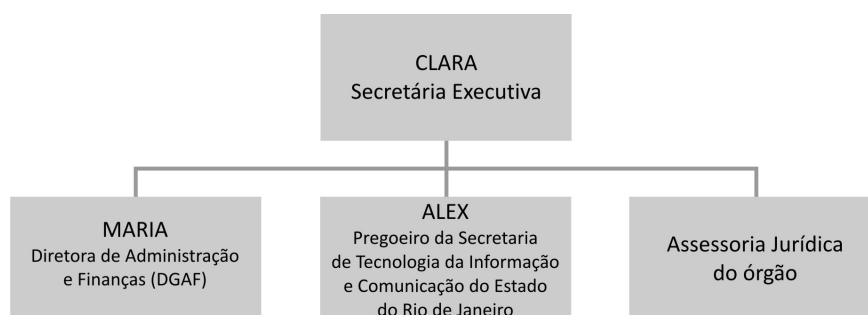 CLARA
Secretária Executiva
MARIA
Diretora de Administração
e Finanças (DGAF)
ALEX
Pregoeiro da Secretaria
de Tecnologia da Informação
e Comunicação do Estado
do Rio de Janeiro
Assessoria Jurídica
do órgão